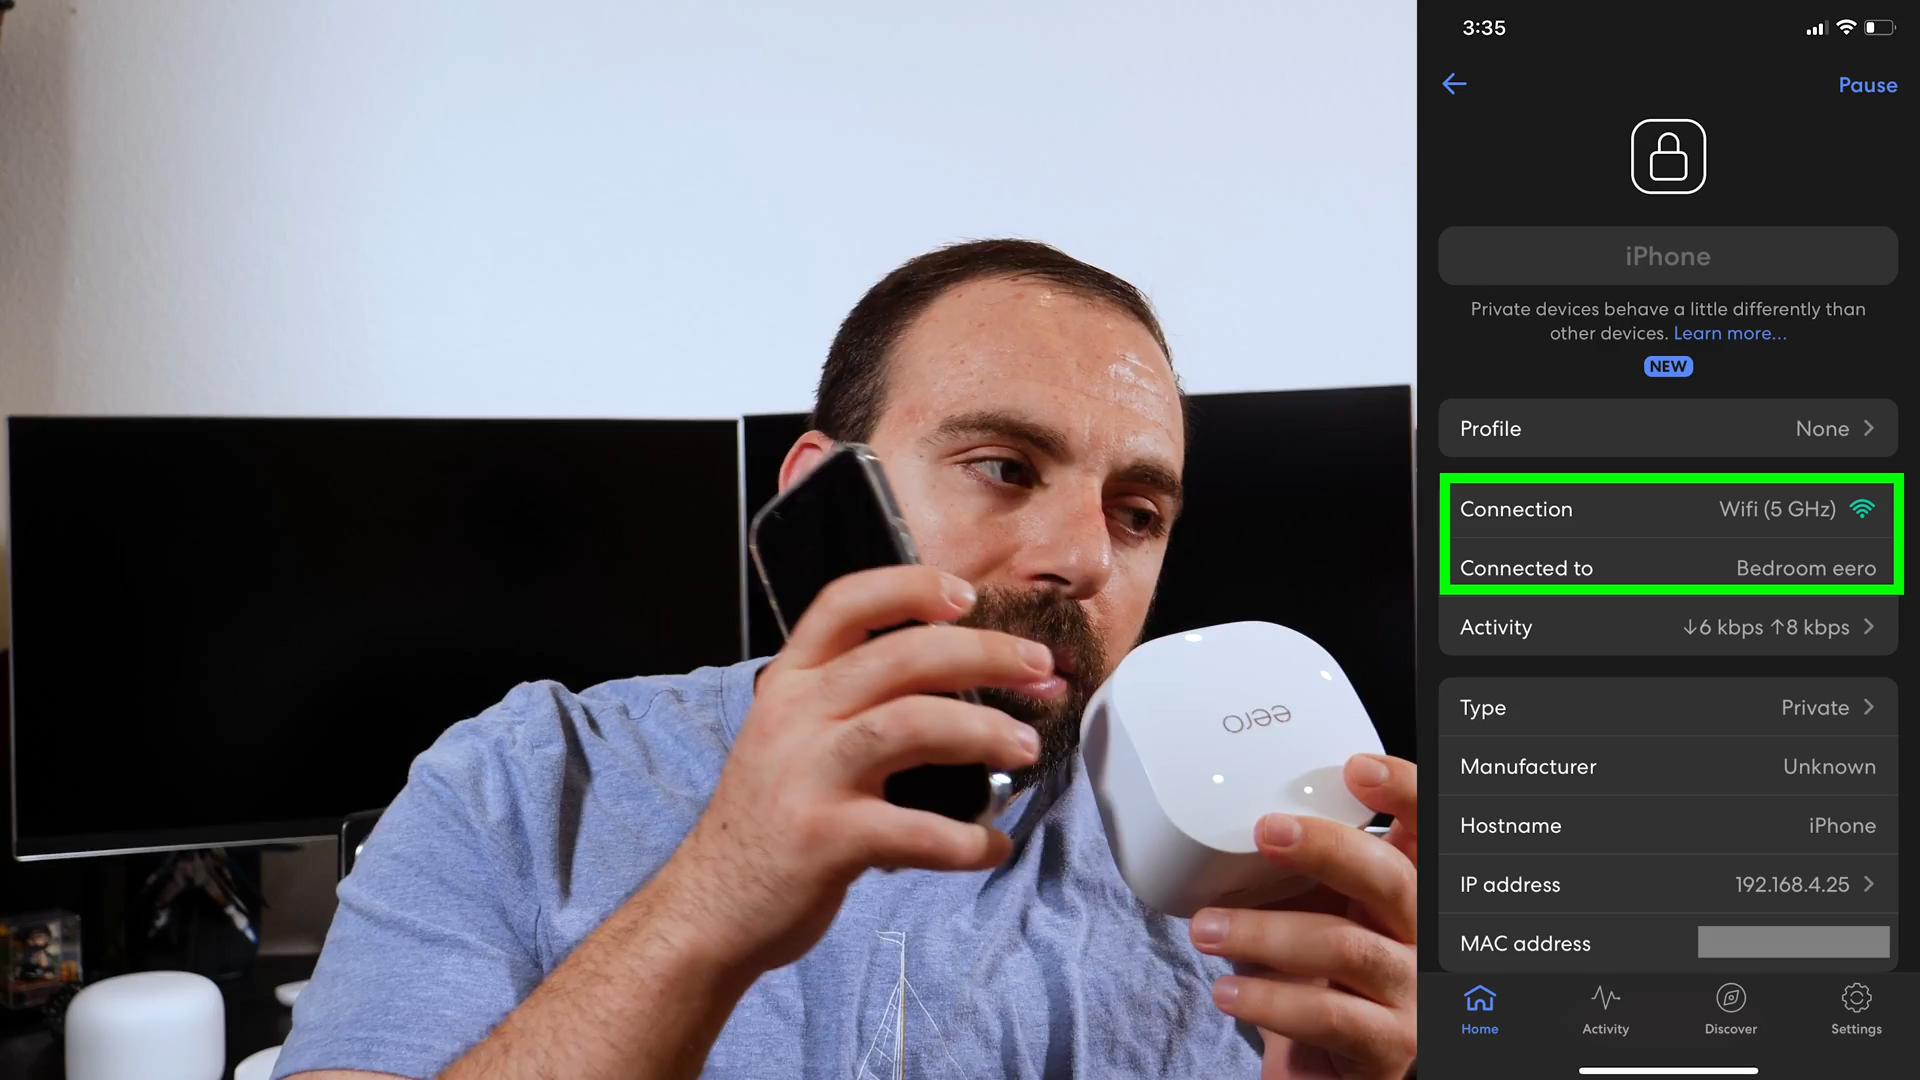 eero
3:35
Pause
iPhone
Private devices behave a little differently than
other devices. Learn more...
NEW
Profile None
Connection Wifi (5 GHz)
Connected to Bedroom eero
Activity ↓6 kbps ↑8 kbps
Type Private
Manufacturer Unknown
Hostname iPhone
IP address 192.168.4.25
MAC address
Home Activity Discover Settings